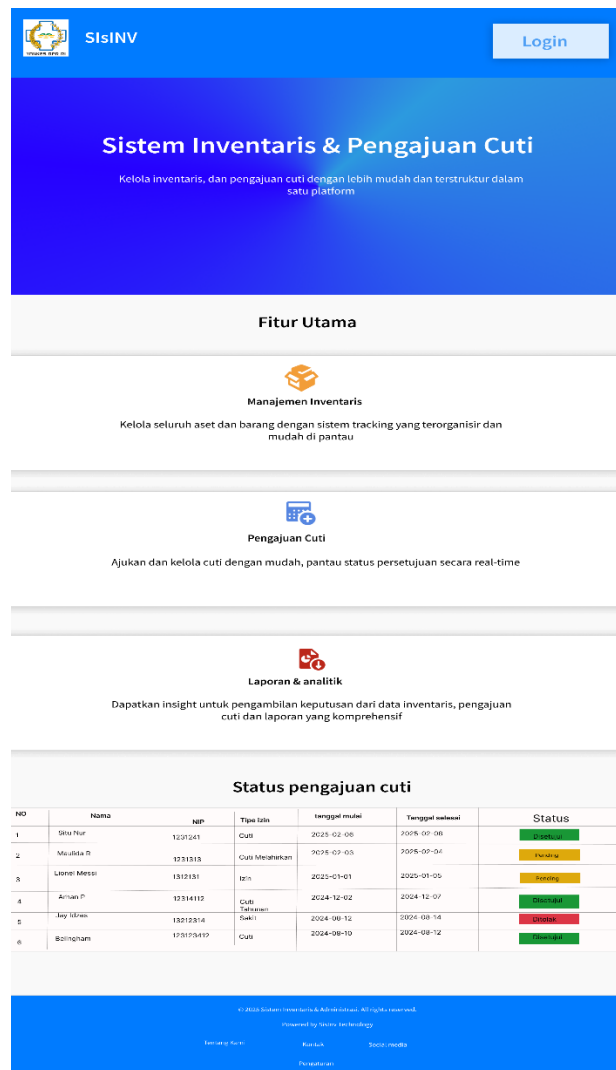 SIsINV
Login
Sistem Inventaris & Pengajuan Cuti
Kelola inventaris, dan pengajuan cuti dengan lebih mudah dan terstruktur dalam
satu platform
Fitur Utama
Manajemen Inventaris
Kelola seluruh aset dan barang dengan sistem tracking yang terorganisir dan
mudah di pantau
Pengajuan Cuti
Ajukan dan kelola cuti dengan mudah, pantau status persetujuan secara real-time
Laporan & analitik
Dapatkan insight untuk pengambilan keputusan dari data inventaris, pengajuan
cuti dan laporan yang komprehensif
Status pengajuan cuti
NO Nama NIP Tipe Izin tanggal mulai Tanggal selesai Status
1 Situ Nur 1231241 Cuti 2025-02-06 2025-02-08 Disetujui
2 Maulida R 1231313 Cuti Melahirkan 2025-02-03 2025-02-04 Pending
3 Lionel Messi 1312131 Izin 2025-01-01 2025-01-05 Pending
4 Arnan P 12314112 Cuti Tahunan 2024-12-02 2024-12-07 Disetujui
5 Jay Idzes 13212314 Sakit 2024-08-12 2024-08-14 Ditolak
6 Belingham 123123412 Cuti 2024-08-10 2024-08-12 Disetujui
Sistem Inventaris & Administrasi. All rights reserved.
Powered by Sisinv Technology
Tentang Kami Kontak Social media
Pengaturan